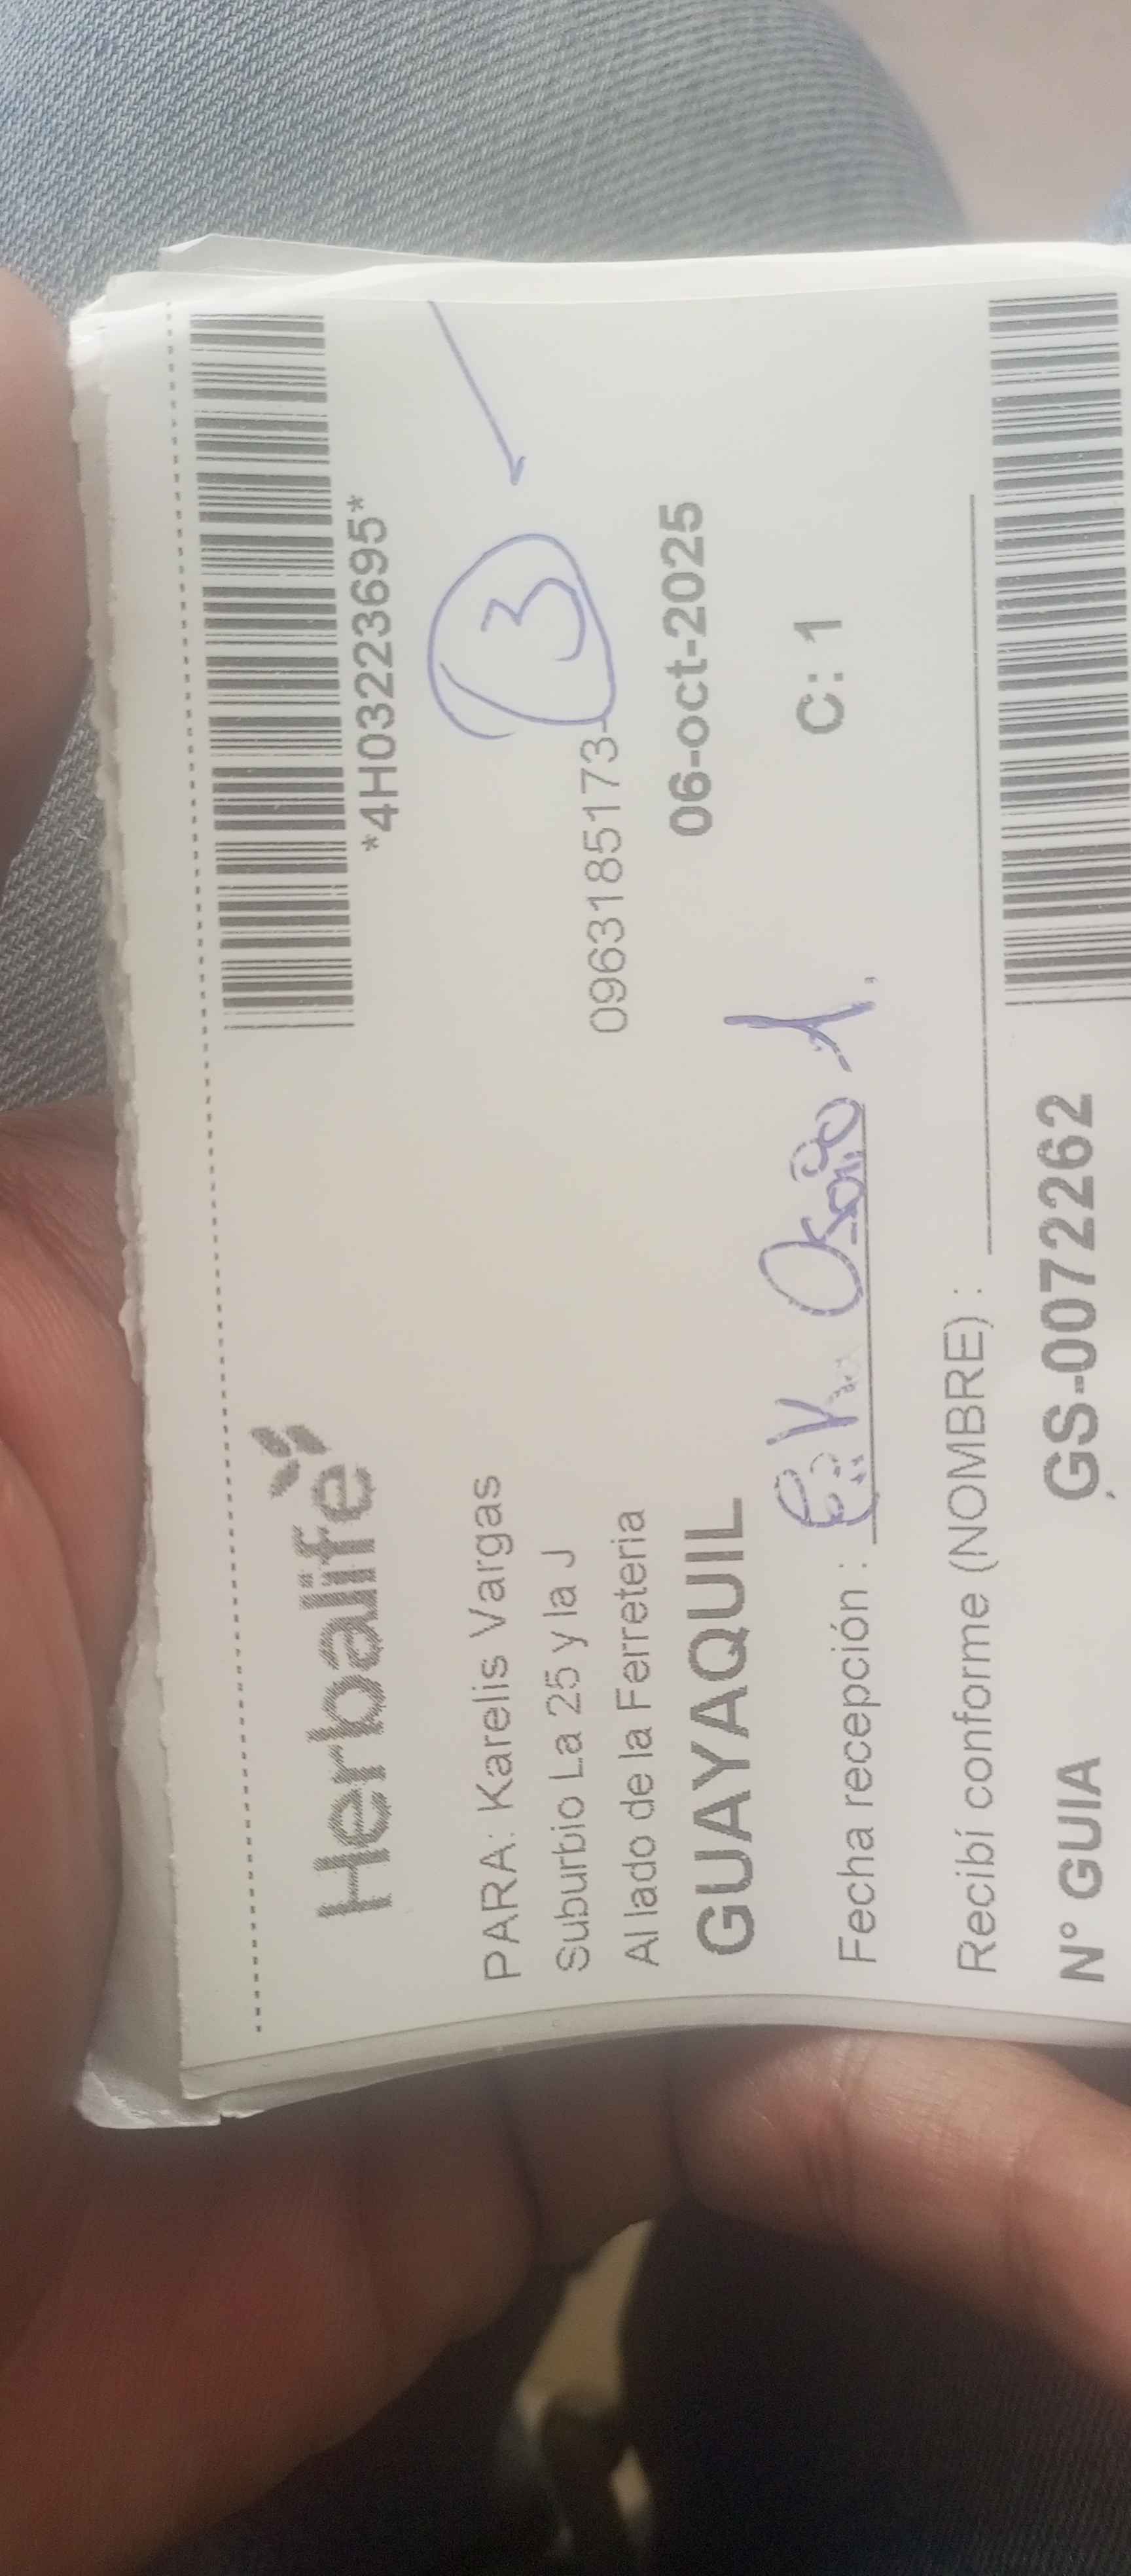 *4H03223695*
Herbalife
3
PARA: Karelis Vargas
Suburbio La 25 y la J
Al lado de la Ferreteria
0963185173-
GUAYAQUIL
06-oct-2025
C: 1
Fecha recepción :
Recibí conforme (NOMBRE) :
N° GUIA GS-0072262